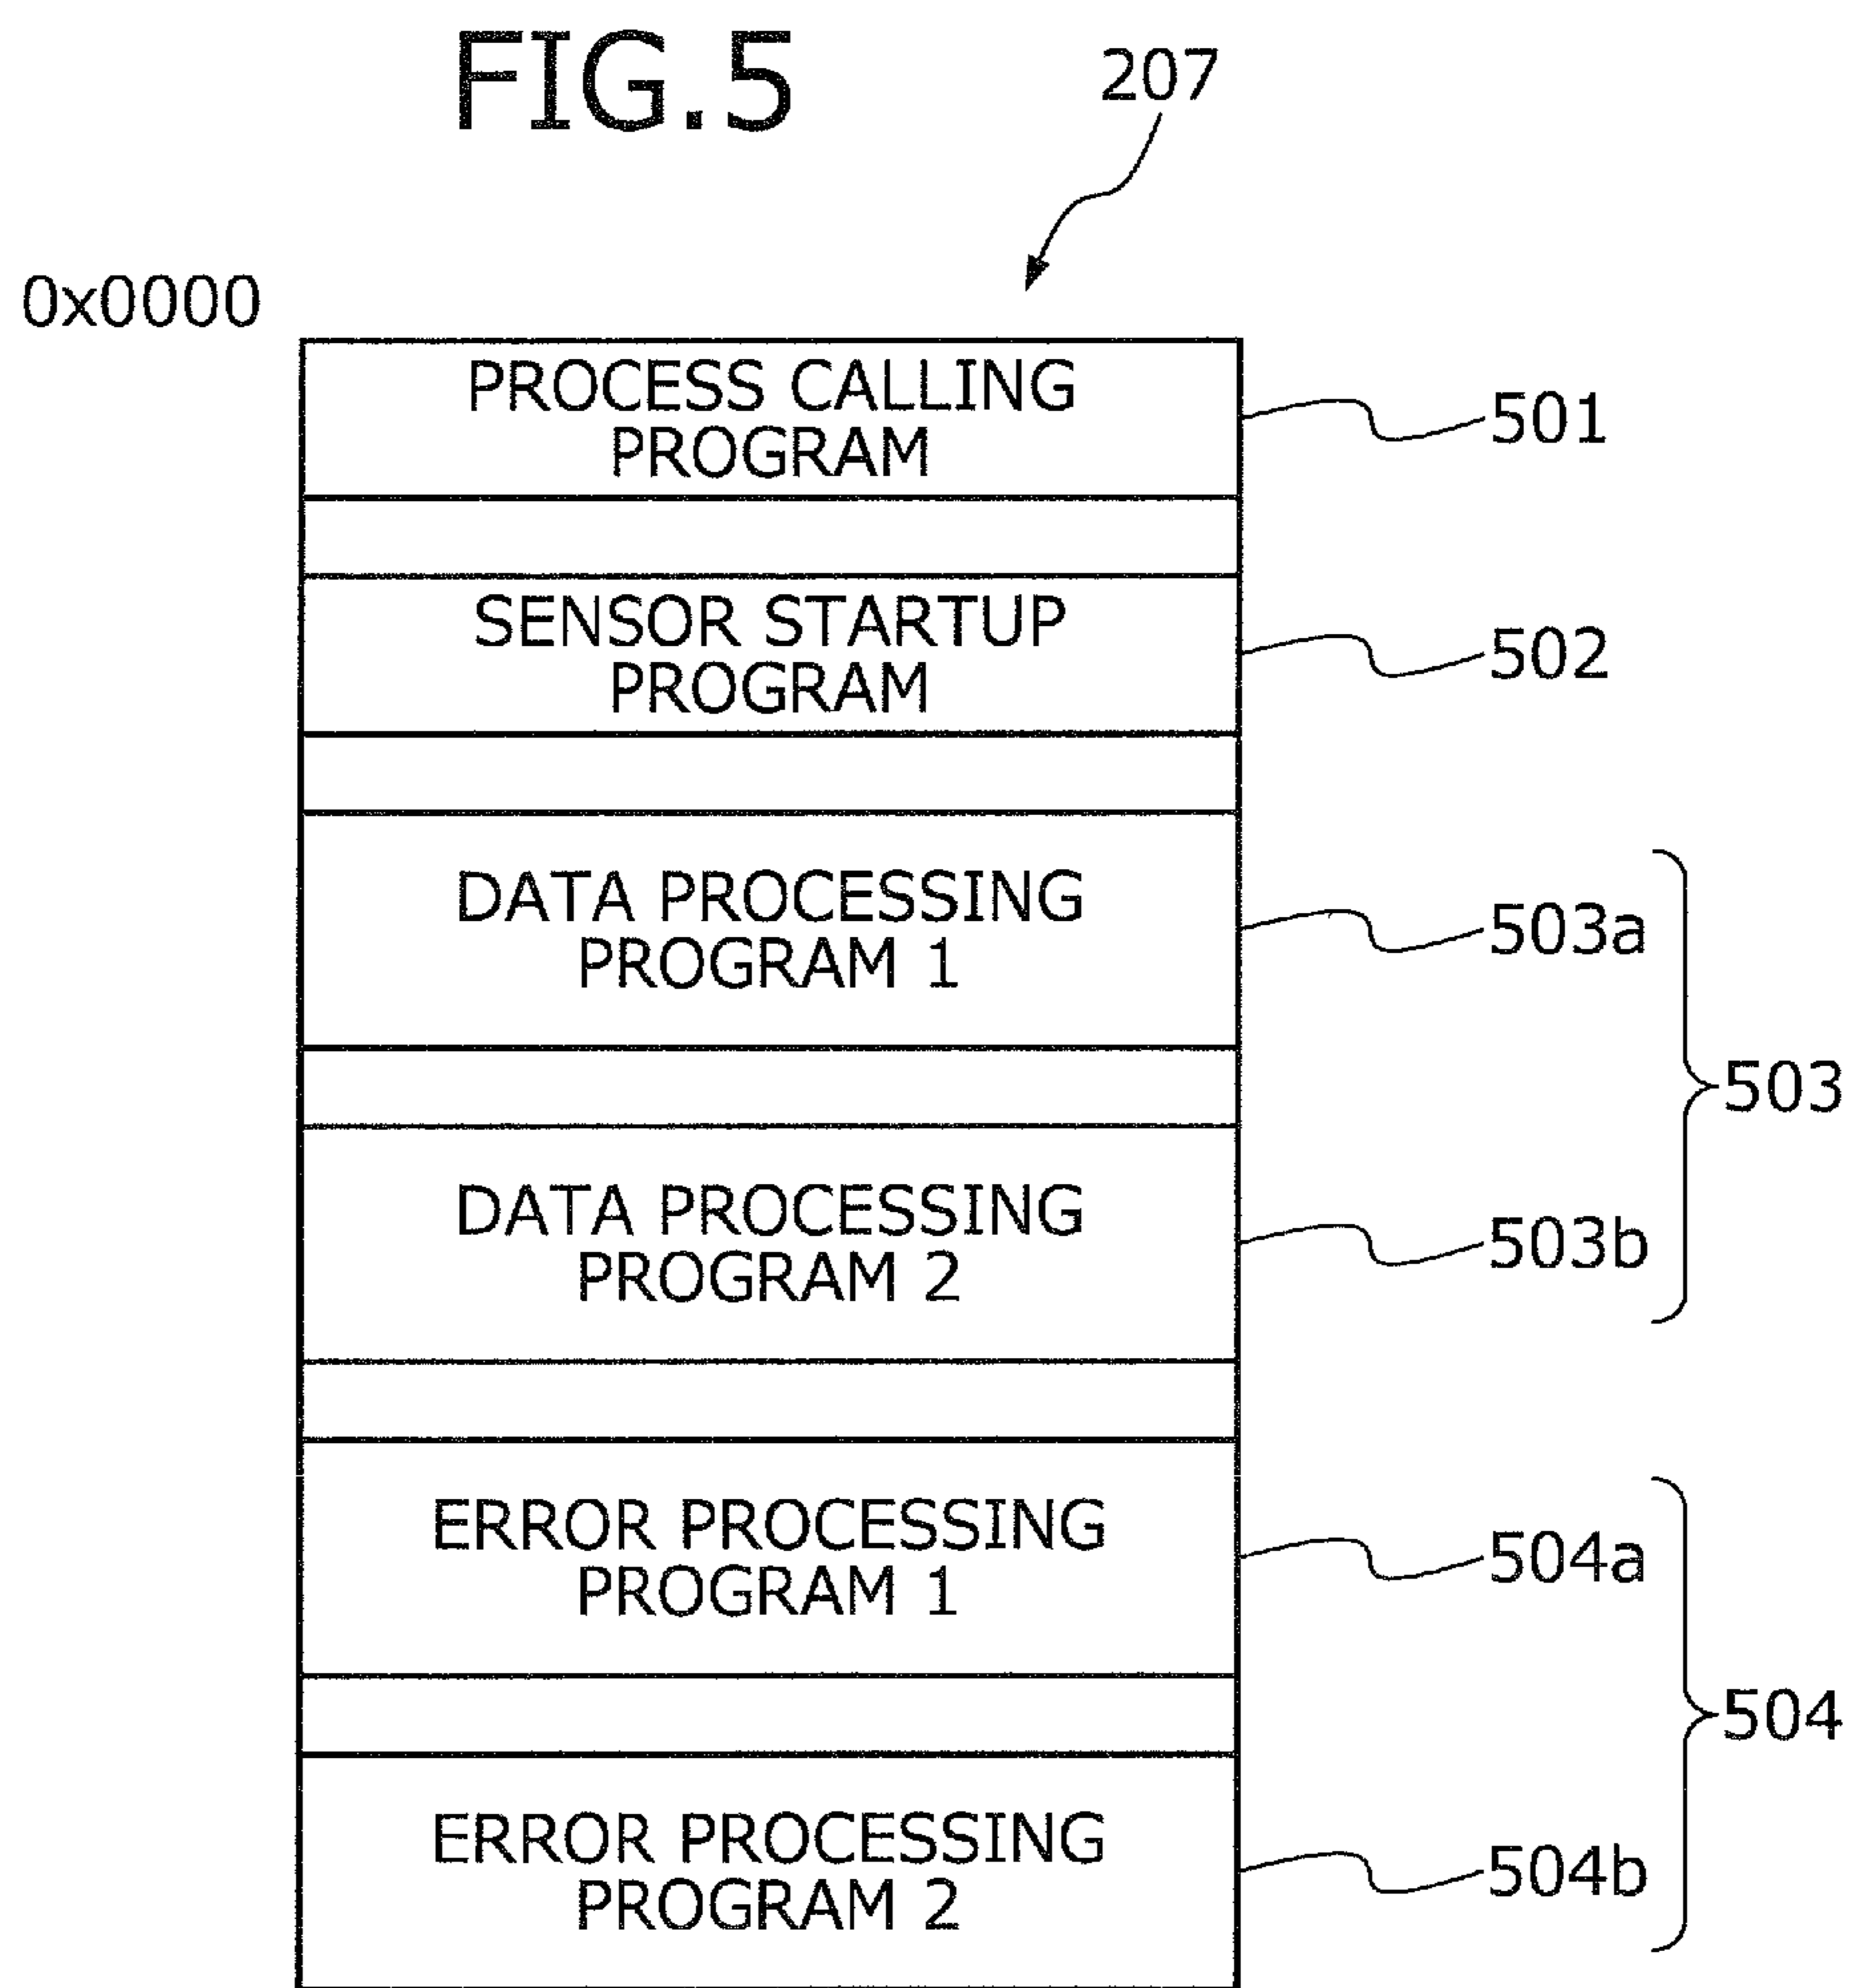 FIG.5
207
0x0000
PROCESS CALLING
PROGRAM
501
SENSOR STARTUP
PROGRAM
502
DATA PROCESSING
PROGRAM 1
503a
503
DATA PROCESSING
PROGRAM 2
503b
ERROR PROCESSING
PROGRAM 1
504a
504
ERROR PROCESSING
PROGRAM 2
504b